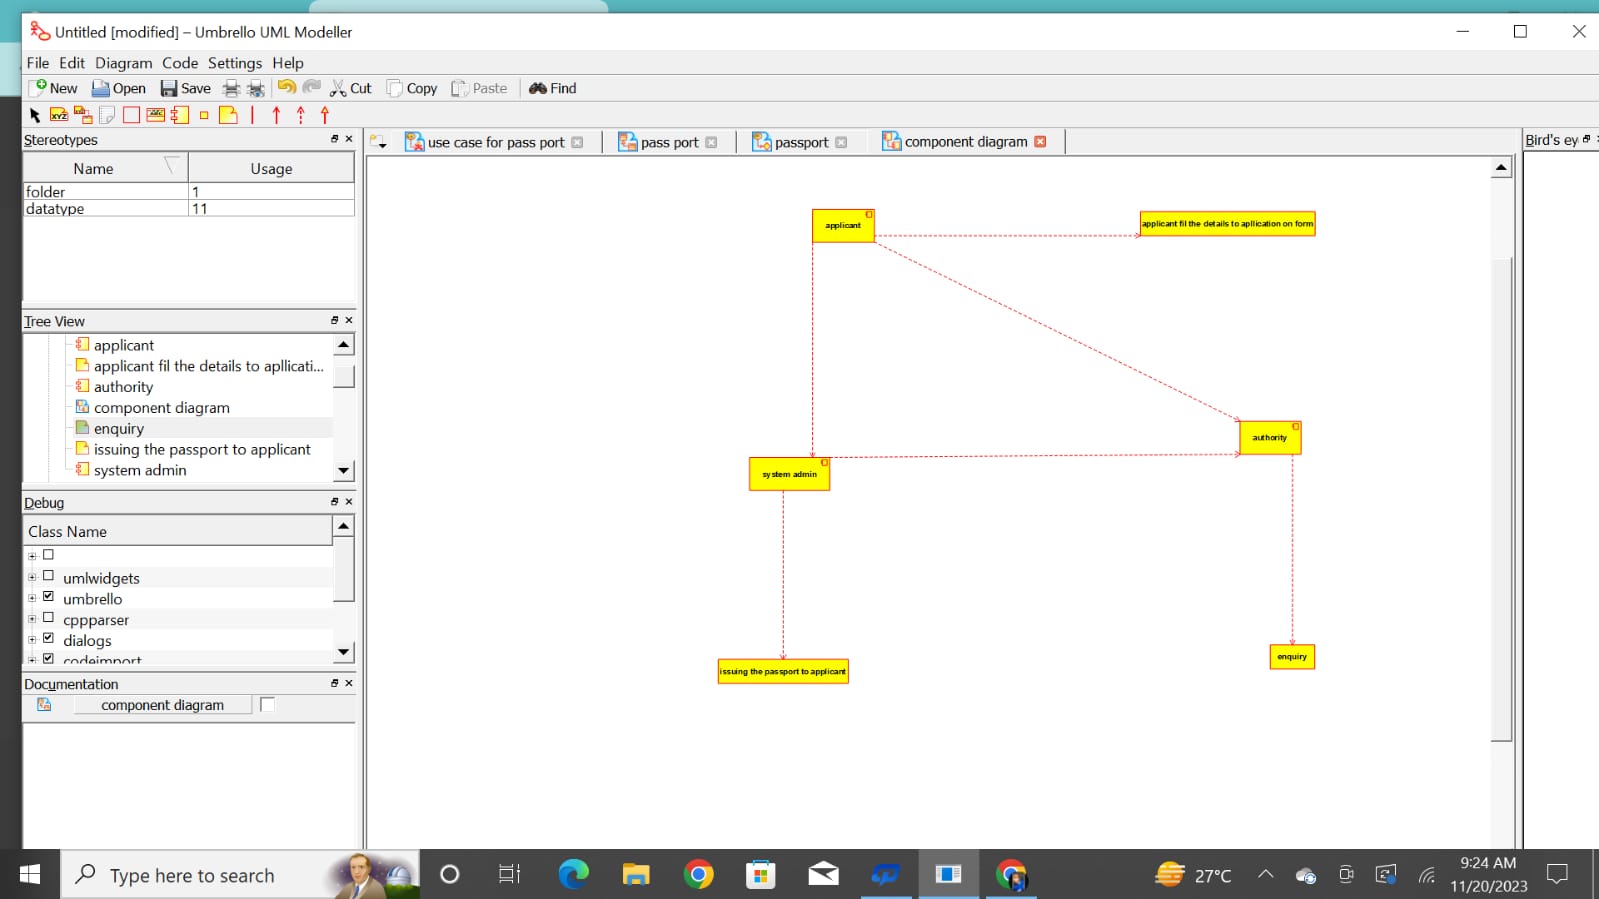 Untitled [modified] – Umbrello UML Modeller
File Edit Diagram Code Settings Help
New Open Save Cut Copy Paste Find
XYZ
Stereotypes
Name Usage
folder 1
datatype 11
use case for pass port
pass port
passport
component diagram
Bird's ey
applicant
applicant fil the details to apllication on form
authority
system admin
issuing the passport to applicant
enquiry
Tree View
applicant
applicant fil the details to apllicati...
authority
component diagram
enquiry
issuing the passport to applicant
system admin
Debug
Class Name
umlwidgets
umbrello
cppparser
dialogs
codeimport
Documentation
component diagram
Type here to search
27°C
9:24 AM
11/20/2023